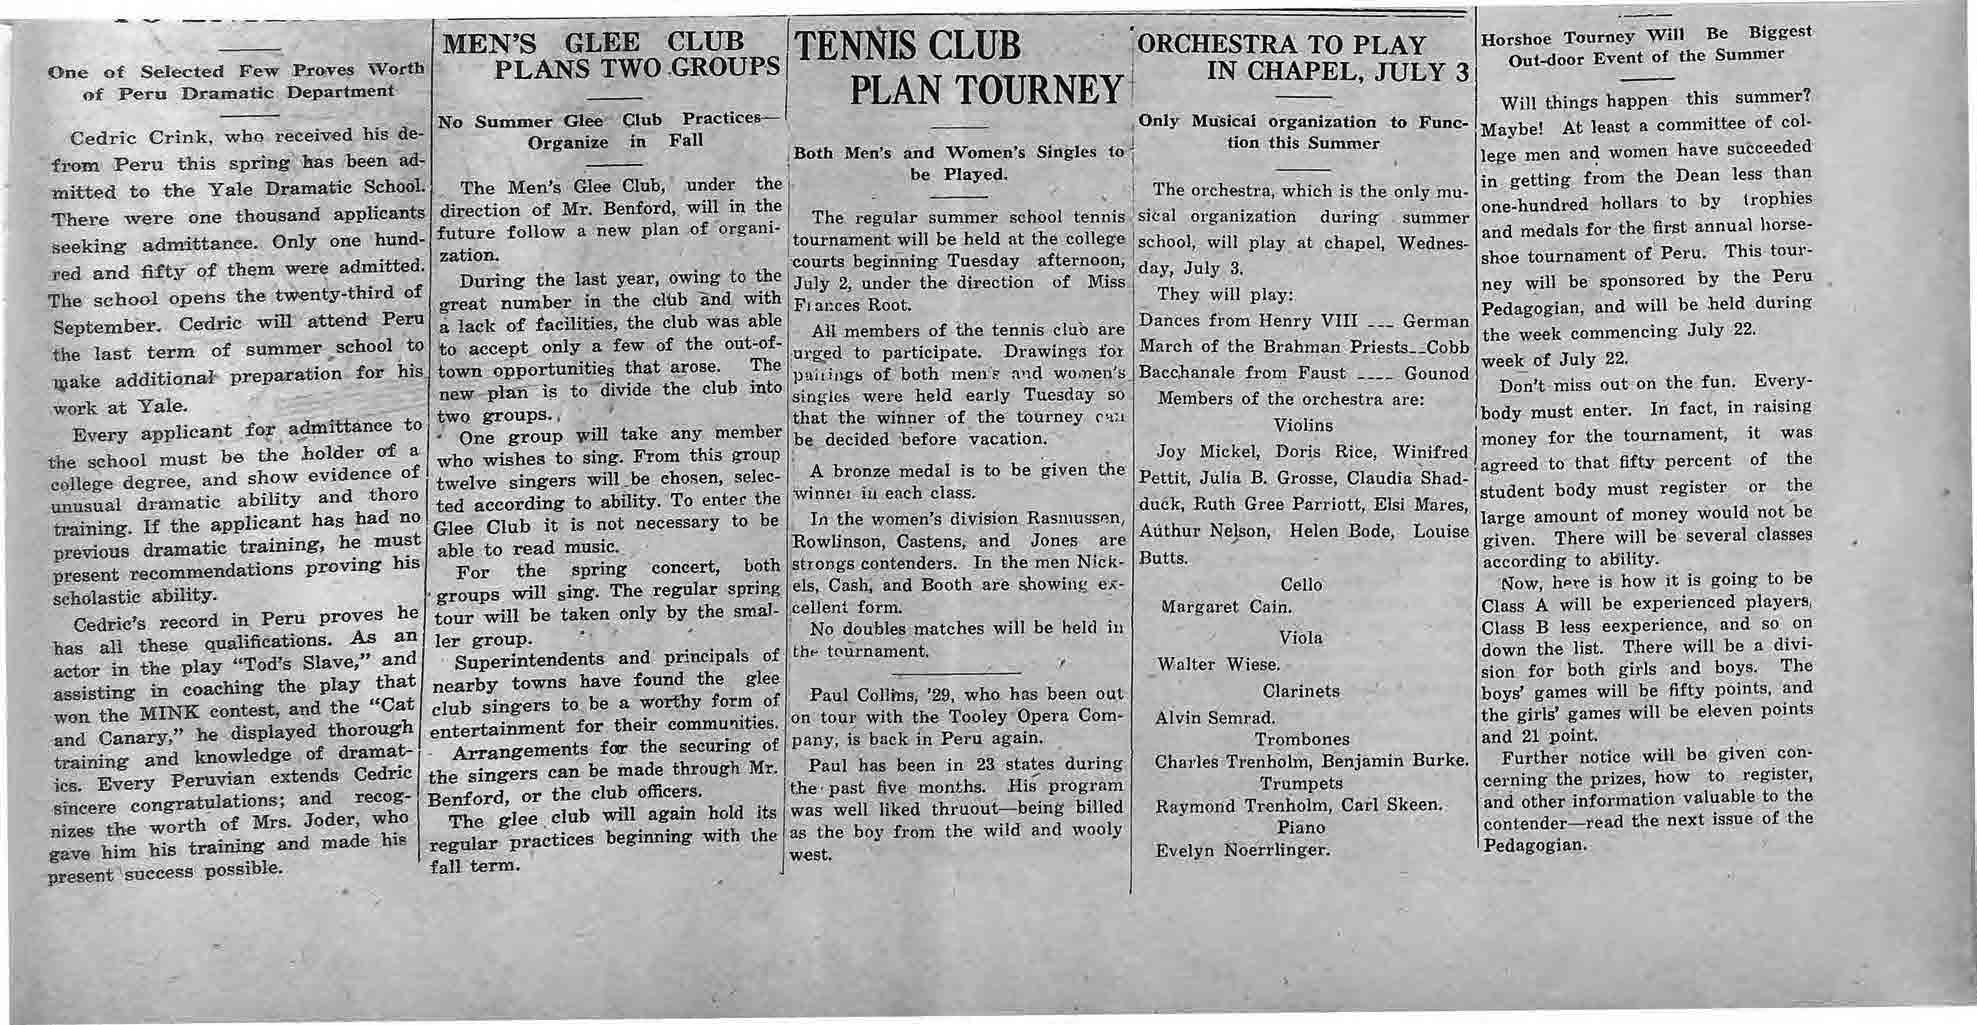 One of Selected Few Proves Worth
of Peru Dramatic Department
Cedric Crink, who received his de-
from Peru this spring has been ad-
mitted to the Yale Dramatic School.
There were one thousand applicants
seeking admittance. Only one hund-
red and fifty of them were admitted.
The school opens the twenty-third of
September. Cedric will attend Peru
the last term of summer school to
make additional preparation for his
work at Yale.
Every applicant for admittance to
the school must be the holder of a
college degree, and show evidence of
unusual dramatic ability and thoro
training. If the applicant has had no
previous dramatic training, he must
present recommendations proving his
scholastic ability.
Cedric's record in Peru proves he
has all these qualifications. As an
actor in the play “Tod's Slave,” and
assisting in coaching the play that
won the MINK contest, and the “Cat
and Canary,” he displayed thorough
training and knowledge of dramat-
ics. Every Peruvian extends Cedric
sincere congratulations; and recog-
nizes the worth of Mrs. Joder, who
gave him his training and made his
present success possible.
MEN'S GLEE CLUB
PLANS TWO GROUPS
No Summer Glee Club Practices—
Organize in Fall
The Men's Glee Club, under the
direction of Mr. Benford, will in the
future follow a new plan of organi-
zation.
During the last year, owing to the
great number in the club and with
a lack of facilities, the club was able
to accept only a few of the out-of-
town opportunities that arose. The
new plan is to divide the club into
two groups.
One group will take any member
who wishes to sing. From this group
twelve singers will be chosen, selec-
ted according to ability. To enter the
Glee Club it is not necessary to be
able to read music.
For the spring concert, both
groups will sing. The regular spring
tour will be taken only by the smal-
ler group.
Superintendents and principals of
nearby towns have found the glee
club singers to be a worthy form of
entertainment for their communities.
Arrangements for the securing of
the singers can be made through Mr.
Benford, or the club officers.
The glee club will again hold its
regular practices beginning with the
fall term.
TENNIS CLUB
PLAN TOURNEY
Both Men's and Women's Singles to
be Played.
The regular summer school tennis
tournament will be held at the college
courts beginning Tuesday afternoon,
July 2, under the direction of Miss
Frances Root.
All members of the tennis club are
urged to participate. Drawings for
pairings of both men's and women's
singles were held early Tuesday so
that the winner of the tourney can
be decided before vacation.
A bronze medal is to be given the
winner in each class.
In the women's division Rasmussen,
Rowlinson, Castens, and Jones are
strongs contenders. In the men Nick-
els, Cash, and Booth are showing ex-
cellent form.
No doubles matches will be held in
the tournament.
Paul Collins, '29, who has been out
on tour with the Tooley Opera Com-
pany, is back in Peru again.
Paul has been in 23 states during
the past five months. His program
was well liked thruout—being billed
as the boy from the wild and wooly
west.
ORCHESTRA TO PLAY
IN CHAPEL, JULY 3
Only Musical organization to Func-
tion this Summer
The orchestra, which is the only mu-
sical organization during summer
school, will play at chapel, Wednes-
day, July 3.
They will play:
Dances from Henry VIII ___ German
March of the Brahman Priests__Cobb
Bacchanale from Faust ____ Gounod
Members of the orchestra are:
Violins
Joy Mickel, Doris Rice, Winifred
Pettit, Julia B. Grosse, Claudia Shad-
duck, Ruth Gree Parriott, Elsi Mares,
Authur Nelson, Helen Bode, Louise
Butts.
Cello
Margaret Cain.
Viola
Walter Wiese.
Clarinets
Alvin Semrad.
Trombones
Charles Trenholm, Benjamin Burke.
Trumpets
Raymond Trenholm, Carl Skeen.
Piano
Evelyn Noerrlinger.
Horshoe Tourney Will Be Biggest
Out-door Event of the Summer
Will things happen this summer?
Maybe! At least a committee of col-
lege men and women have succeeded
in getting from the Dean less than
one-hundred hollars to by trophies
and medals for the first annual horse-
shoe tournament of Peru. This tour-
ney will be sponsored by the Peru
Pedagogian, and will be held during
the week commencing July 22.
week of July 22.
Don't miss out on the fun. Every-
body must enter. In fact, in raising
money for the tournament, it was
agreed to that fifty percent of the
student body must register or the
large amount of money would not be
given. There will be several classes
according to ability.
Now, here is how it is going to be
Class A will be experienced players,
Class B less eexperience, and so on
down the list. There will be a divi-
sion for both girls and boys. The
boys' games will be fifty points, and
the girls' games will be eleven points
and 21 point.
Further notice will be given con-
cerning the prizes, how to register,
and other information valuable to the
contender—read the next issue of the
Pedagogian.